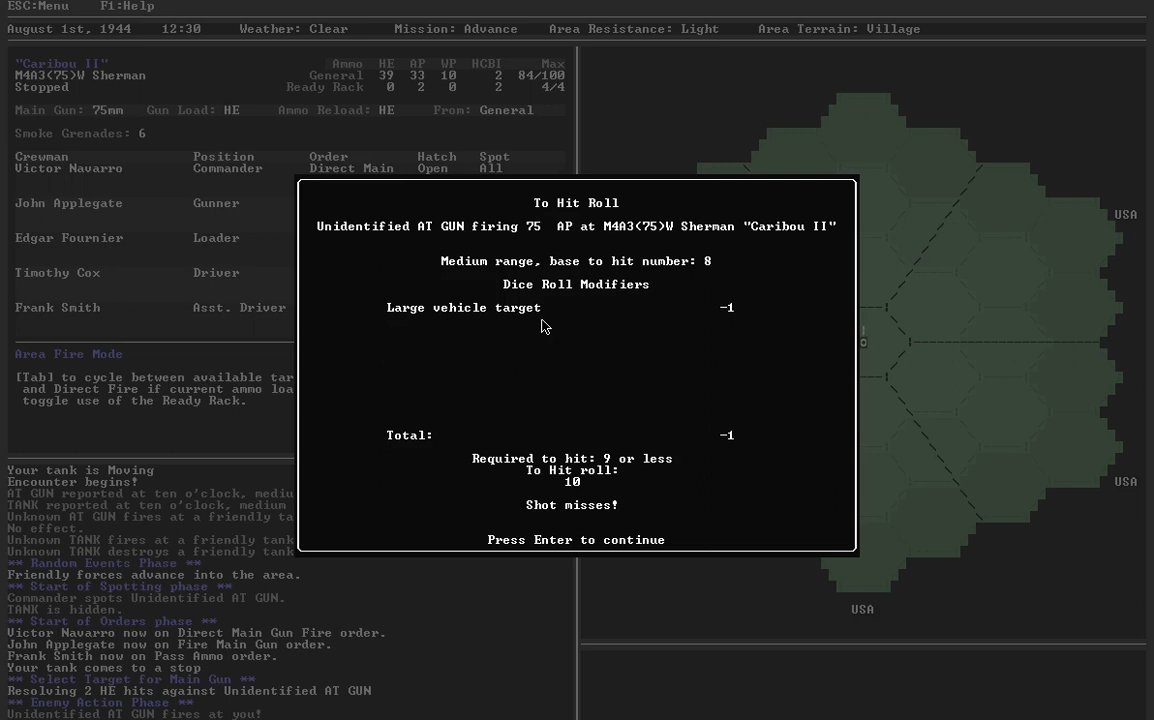 ESC:Menu F1:Help
August 1st, 1944 12:30 Weather: Clear Mission: Advance Area Resistance: Light Area Terrain: Village
"Caribou II" Ammo HE AP WP HCBI Max
M4A3(75)W Sherman General 39 33 10 2 84/100
Stopped Ready Rack 0 2 0 2 4/4
Main Gun: 75mm Gun Load: HE Ammo Reload: HE From: General
Smoke Grenades: 6
Crewman Position Order Hatch Spot
Victor Navarro Commander Direct Main Open All
John Applegate Gunner
Edgar Fournier Loader
Timothy Cox Driver
Frank Smith Asst. Driver
Area Fire Mode
[Tab] to cycle between available tar
and Direct Fire if current ammo loa
toggle use of the Ready Rack.
To Hit Roll
Unidentified AT GUN firing 75 AP at M4A3(75)W Sherman "Caribou II"
Medium range, base to hit number: 8
Dice Roll Modifiers
Large vehicle target -1
Total: -1
Required to hit: 9 or less
To Hit roll:
10
Shot misses!
Press Enter to continue
Your tank is Moving
Encounter begins!
AT GUN reported at ten o'clock, mediu
TANK reported at ten o'clock, medium
Unknown AT GUN fires at a friendly ta
No effect.
Unknown TANK fires at a friendly tank
Unknown TANK destroys a friendly tank
** Random Events Phase **
Friendly forces advance into the area.
** Start of Spotting phase **
Commander spots Unidentified AT GUN.
TANK is hidden.
** Start of Orders phase **
Victor Navarro now on Direct Main Gun Fire order.
John Applegate now on Fire Main Gun order.
Frank Smith now on Pass Ammo order.
Your tank comes to a stop
** Select Target for Main Gun **
Resolving 2 HE hits against Unidentified AT GUN
** Enemy Action Phase **
Unidentified AT GUN fires at you!
USA
USA
USA